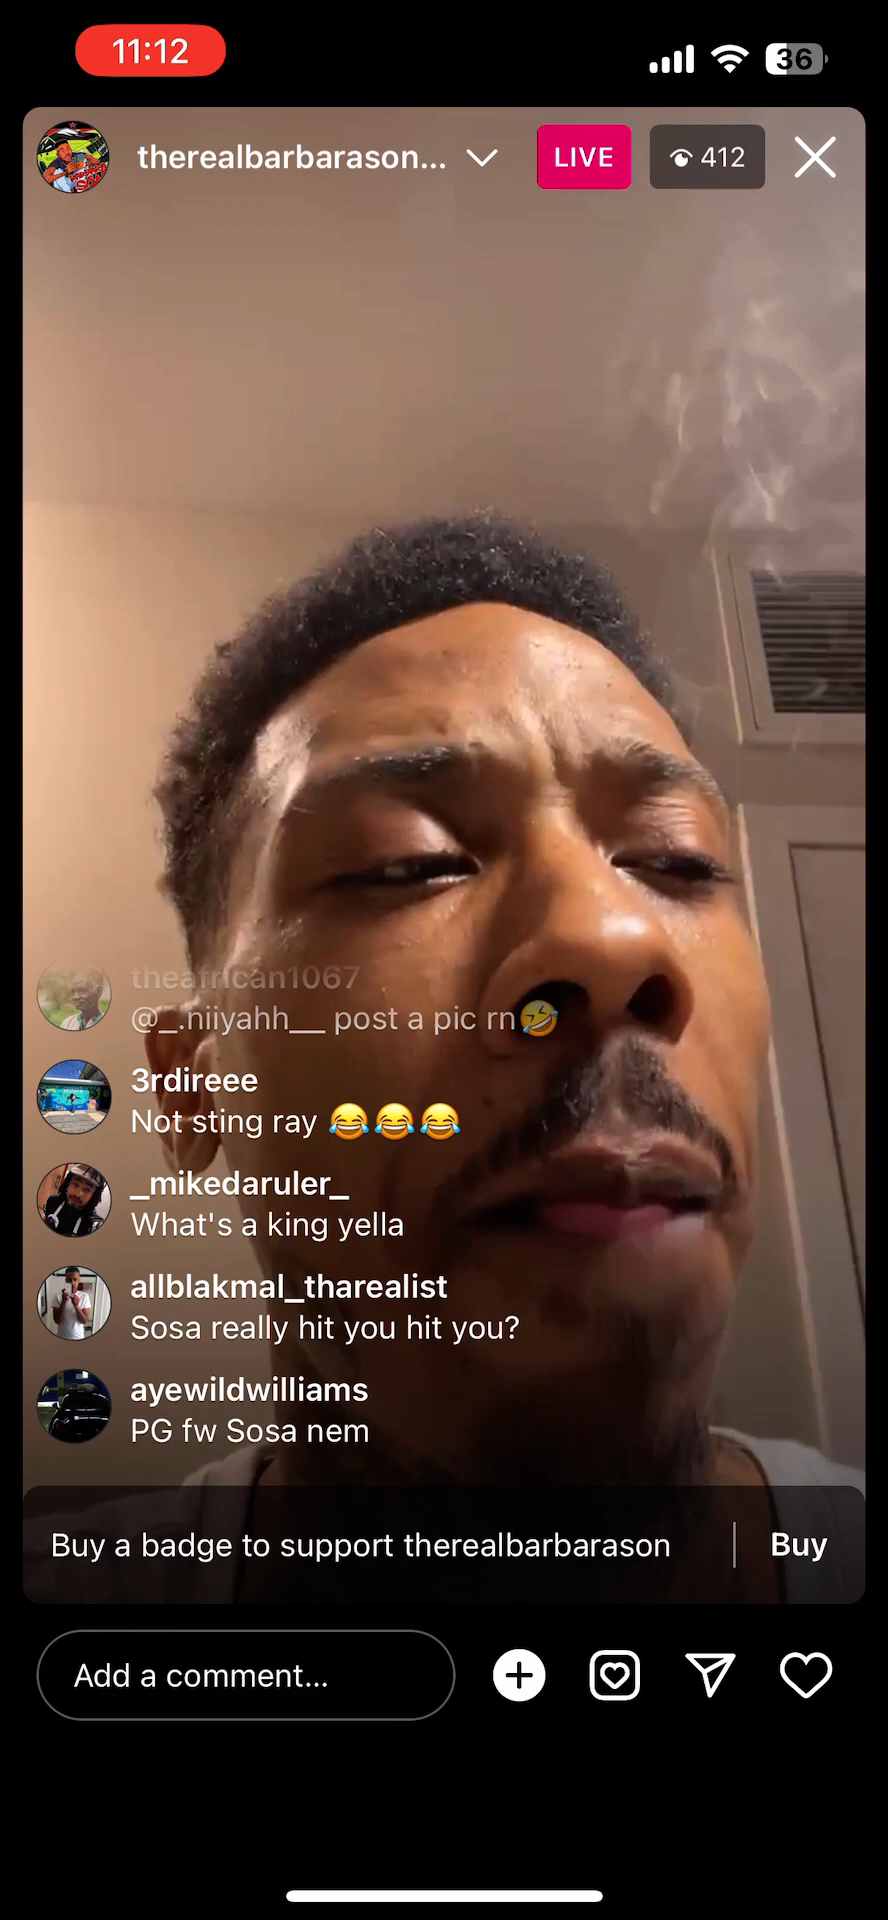 11:12
36
therealbarbarason...
LIVE
412
theafrican1067
@_.niiyahh__ post a pic rn🤣
3rdireee
Not sting ray 😂😂😂
_mikedaruler_
What's a king yella
allblakmal_tharealist
Sosa really hit you hit you?
ayewildwilliams
PG fw Sosa nem
Buy a badge to support therealbarbarason
Buy
Add a comment...